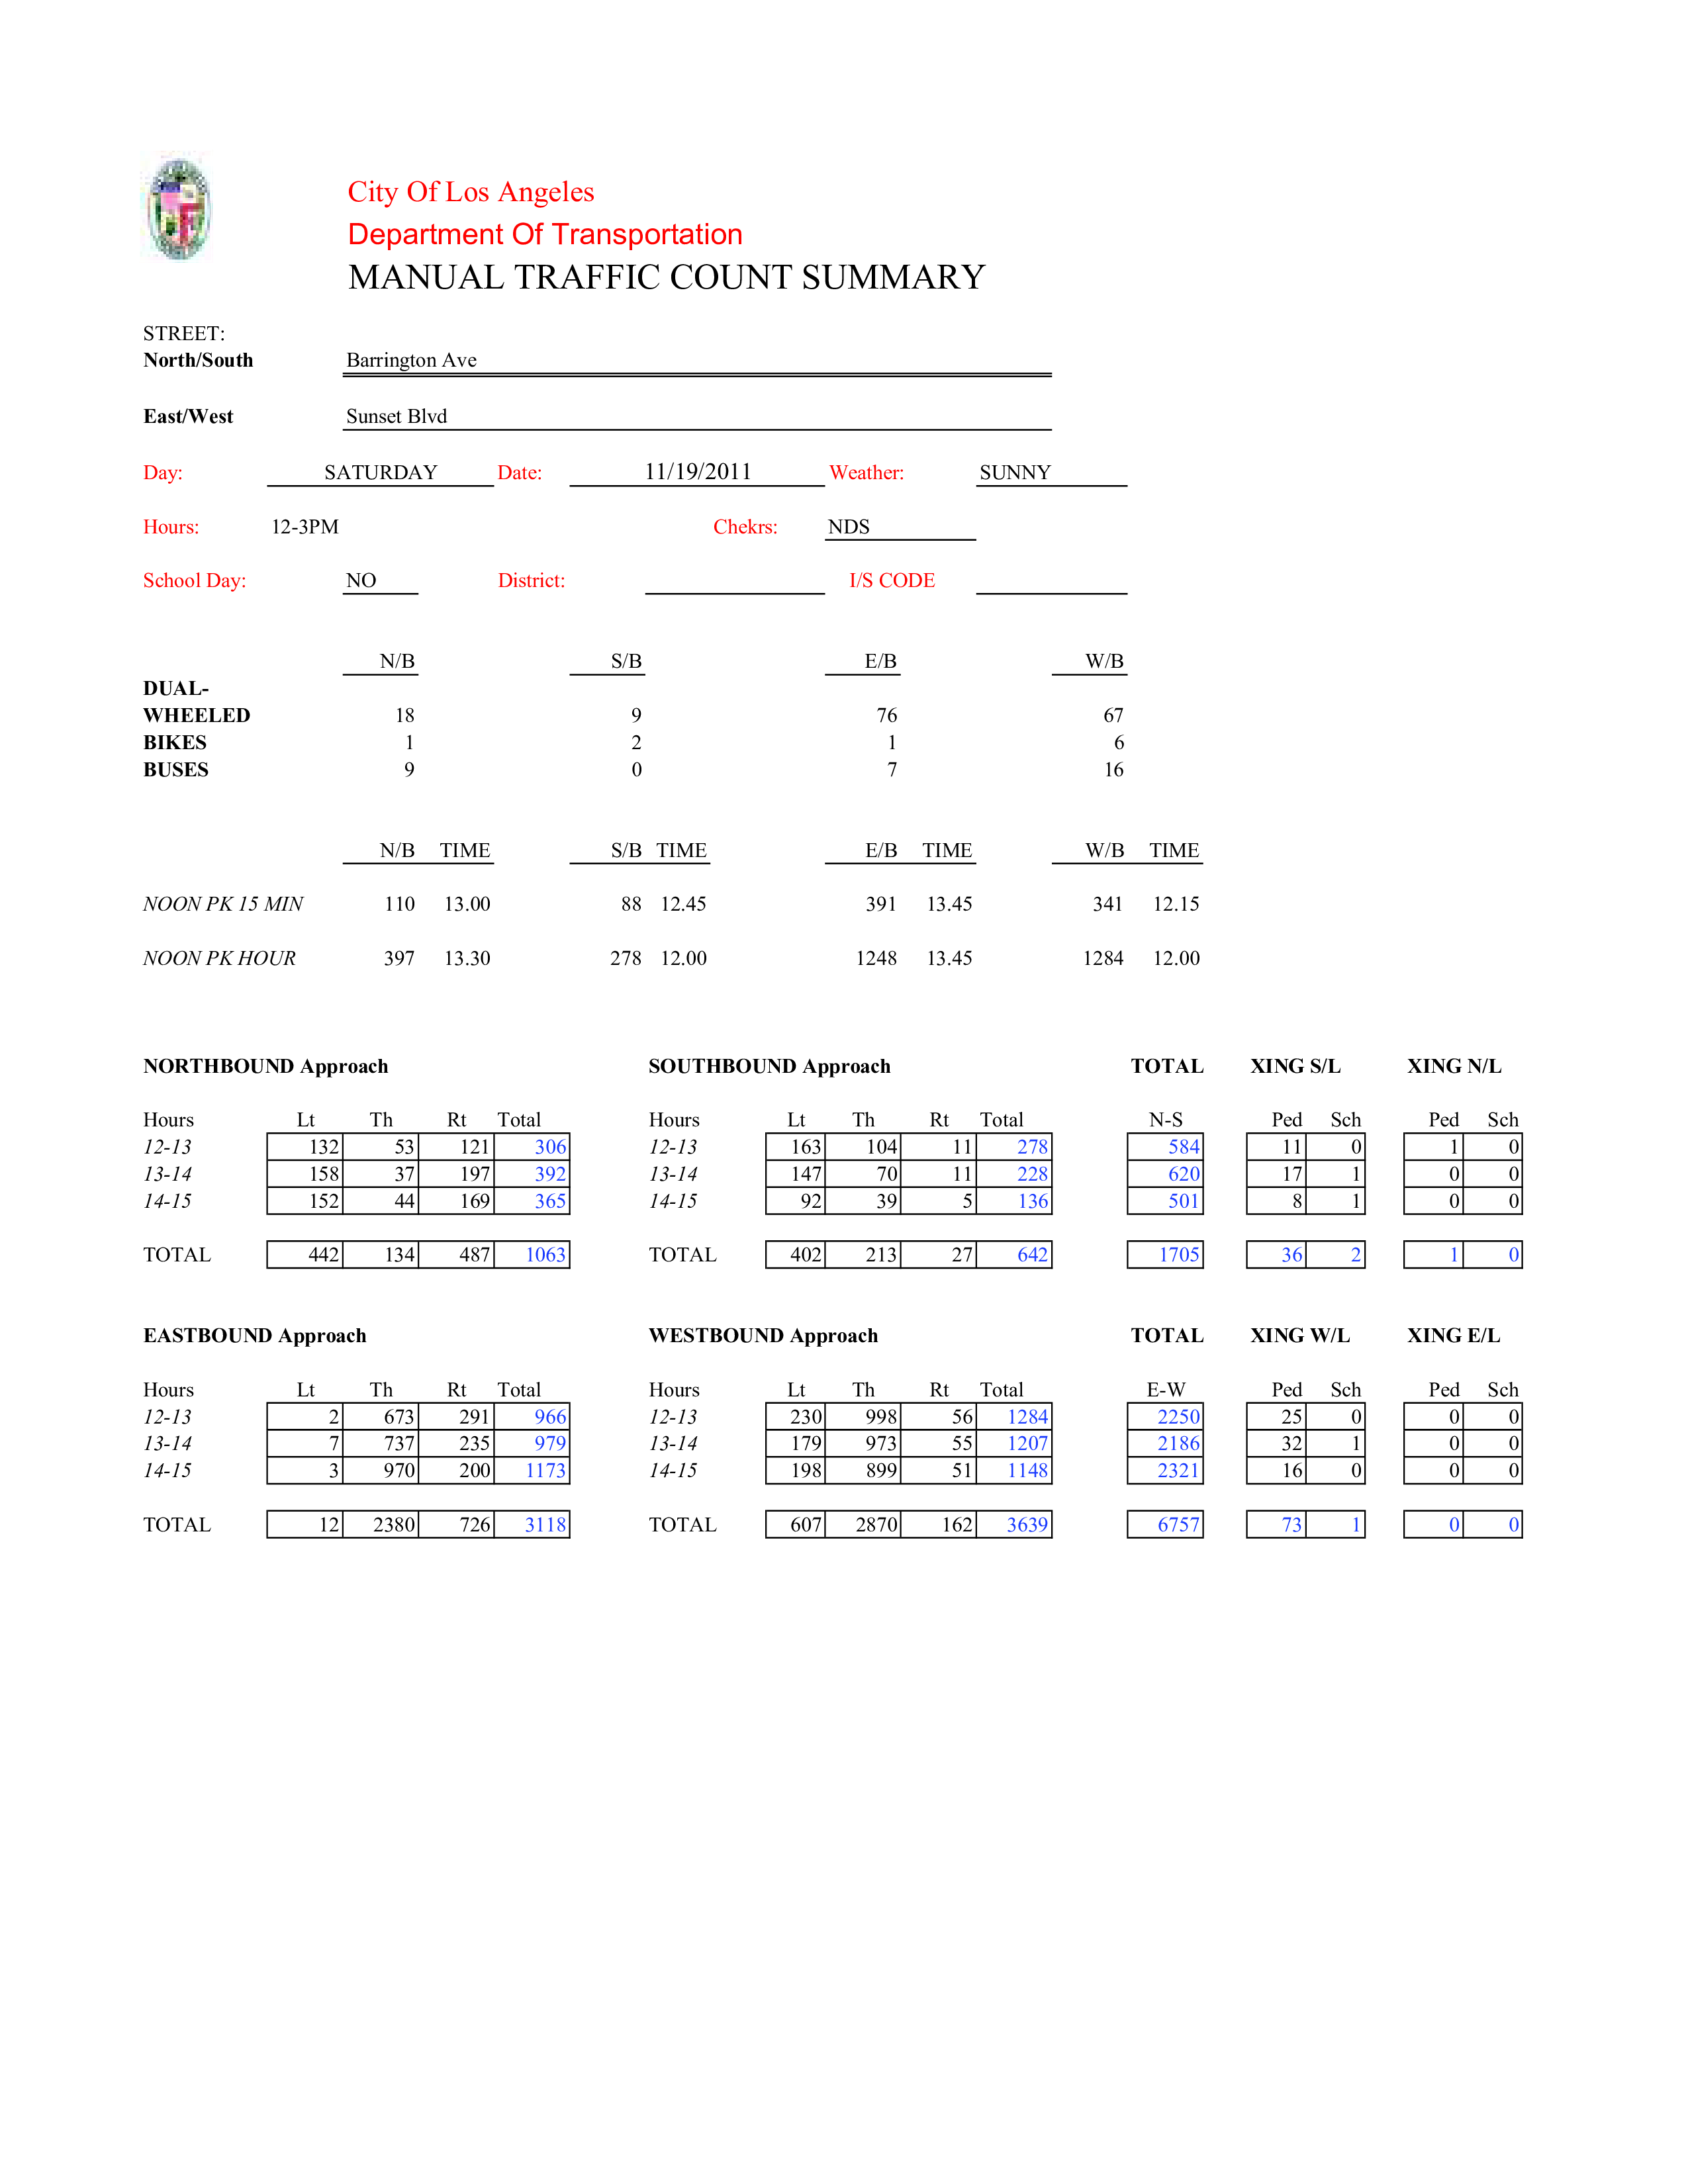 City Of Los Angeles
Department Of Transportation
MANUAL TRAFFIC COUNT SUMMARY
STREET:
North/South Barrington Ave
East/West Sunset Blvd
Day: SATURDAY Date: 11/19/2011 Weather: SUNNY
Hours: 12-3PM Chekrs: NDS
School Day: NO District: I/S CODE
N/B S/B E/B W/B
DUAL-
WHEELED 18 9 76 67
BIKES 1 2 1 6
BUSES 9 0 7 16
N/B TIME S/B TIME E/B TIME W/B TIME
NOON PK 15 MIN 110 13.00 88 12.45 391 13.45 341 12.15
NOON PK HOUR 397 13.30 278 12.00 1248 13.45 1284 12.00
NORTHBOUND Approach SOUTHBOUND Approach TOTAL XING S/L XING N/L
Hours Lt Th Rt Total Hours Lt Th Rt Total N-S Ped Sch Ped Sch
12-13 132 53 121 306 12-13 163 104 11 278 584 11 0 1 0
13-14 158 37 197 392 13-14 147 70 11 228 620 17 1 0 0
14-15 152 44 169 365 14-15 92 39 5 136 501 8 1 0 0
TOTAL 442 134 487 1063 TOTAL 402 213 27 642 1705 36 2 1 0
EASTBOUND Approach WESTBOUND Approach TOTAL XING W/L XING E/L
Hours Lt Th Rt Total Hours Lt Th Rt Total E-W Ped Sch Ped Sch
12-13 2 673 291 966 12-13 230 998 56 1284 2250 25 0 0 0
13-14 7 737 235 979 13-14 179 973 55 1207 2186 32 1 0 0
14-15 3 970 200 1173 14-15 198 899 51 1148 2321 16 0 0 0
TOTAL 12 2380 726 3118 TOTAL 607 2870 162 3639 6757 73 1 0 0